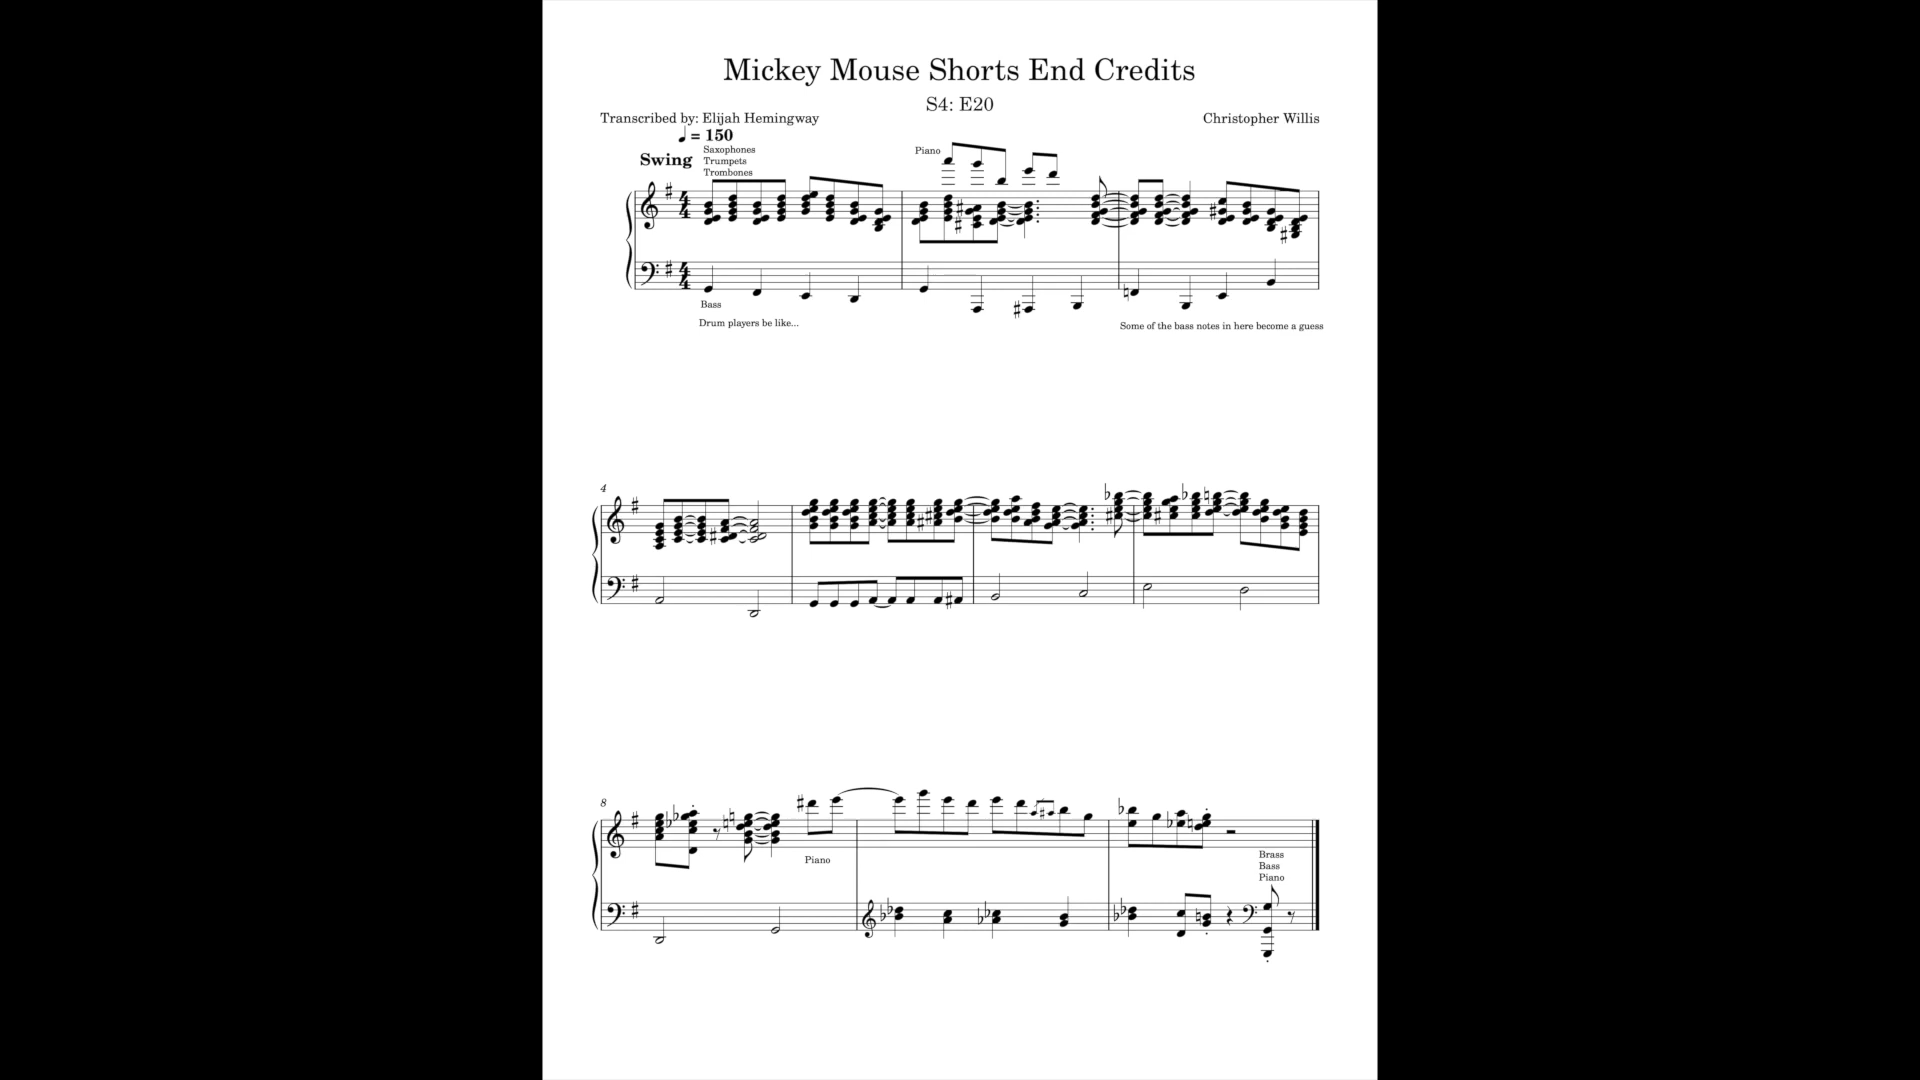 Mickey Mouse Shorts End Credits
S4: E20
Transcribed by: Elijah Hemingway
Christopher Willis
= 150
Swing
Saxophones
Trumpets
Trombones
Piano
Bass
Drum players be like...
Some of the bass notes in here become a guess
4
8
Piano
Brass
Bass
Piano